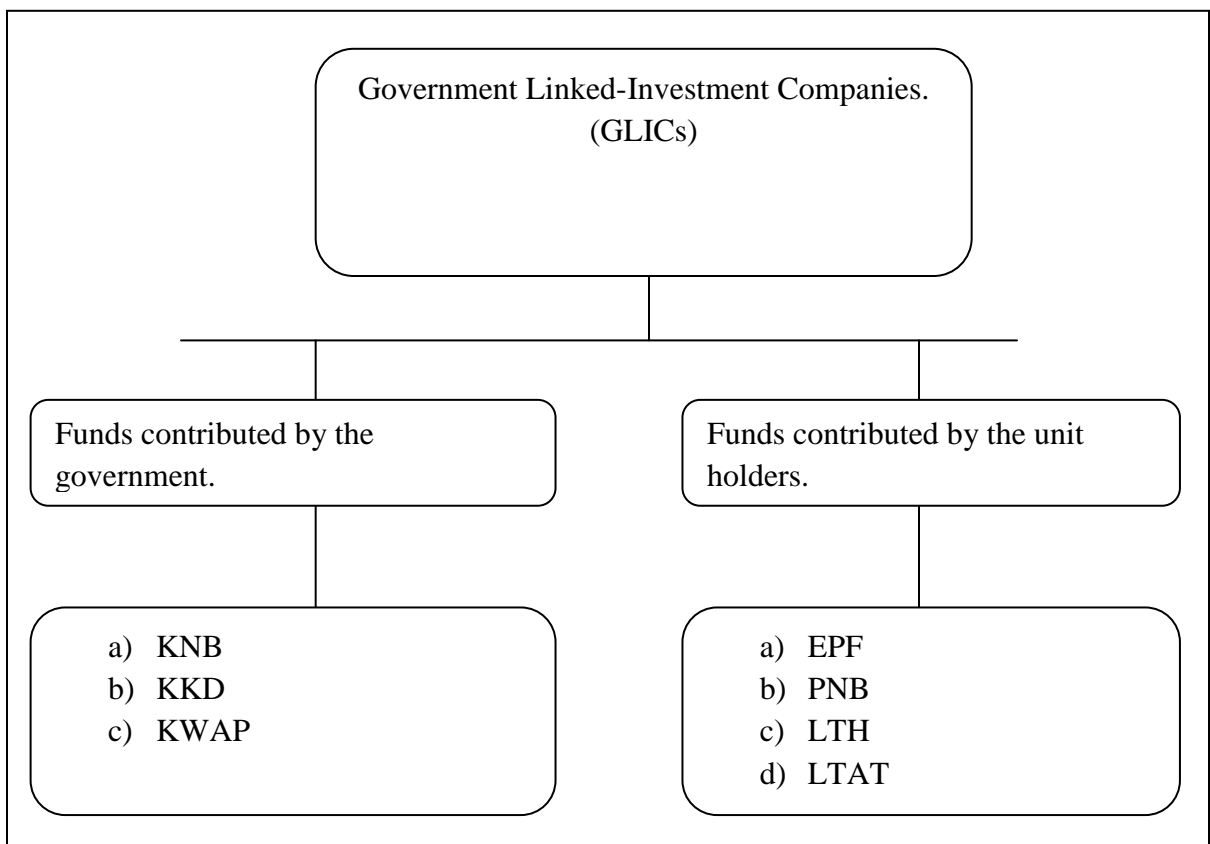 Government Linked-Investment Companies.
(GLICs)
Funds contributed by the
government.
Funds contributed by the unit
holders.
a) KNB
b) KKD
c) KWAP
a) EPF
b) PNB
c) LTH
d) LTAT